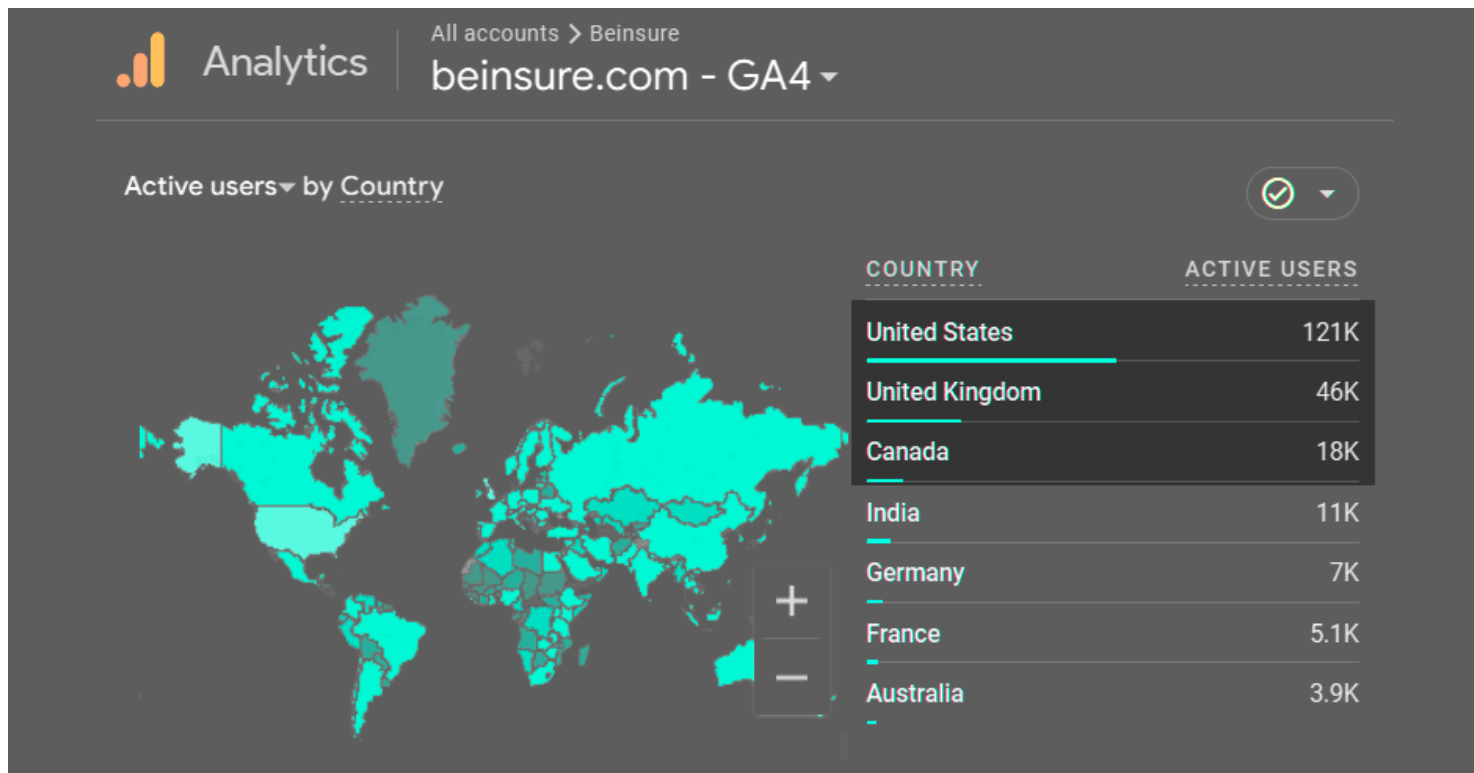 Analytics
All accounts > Beinsure
beinsure.com - GA4
Active users by Country
COUNTRY ACTIVE USERS
United States 121K
United Kingdom 46K
Canada 18K
India 11K
Germany 7K
France 5.1K
Australia 3.9K
+
−